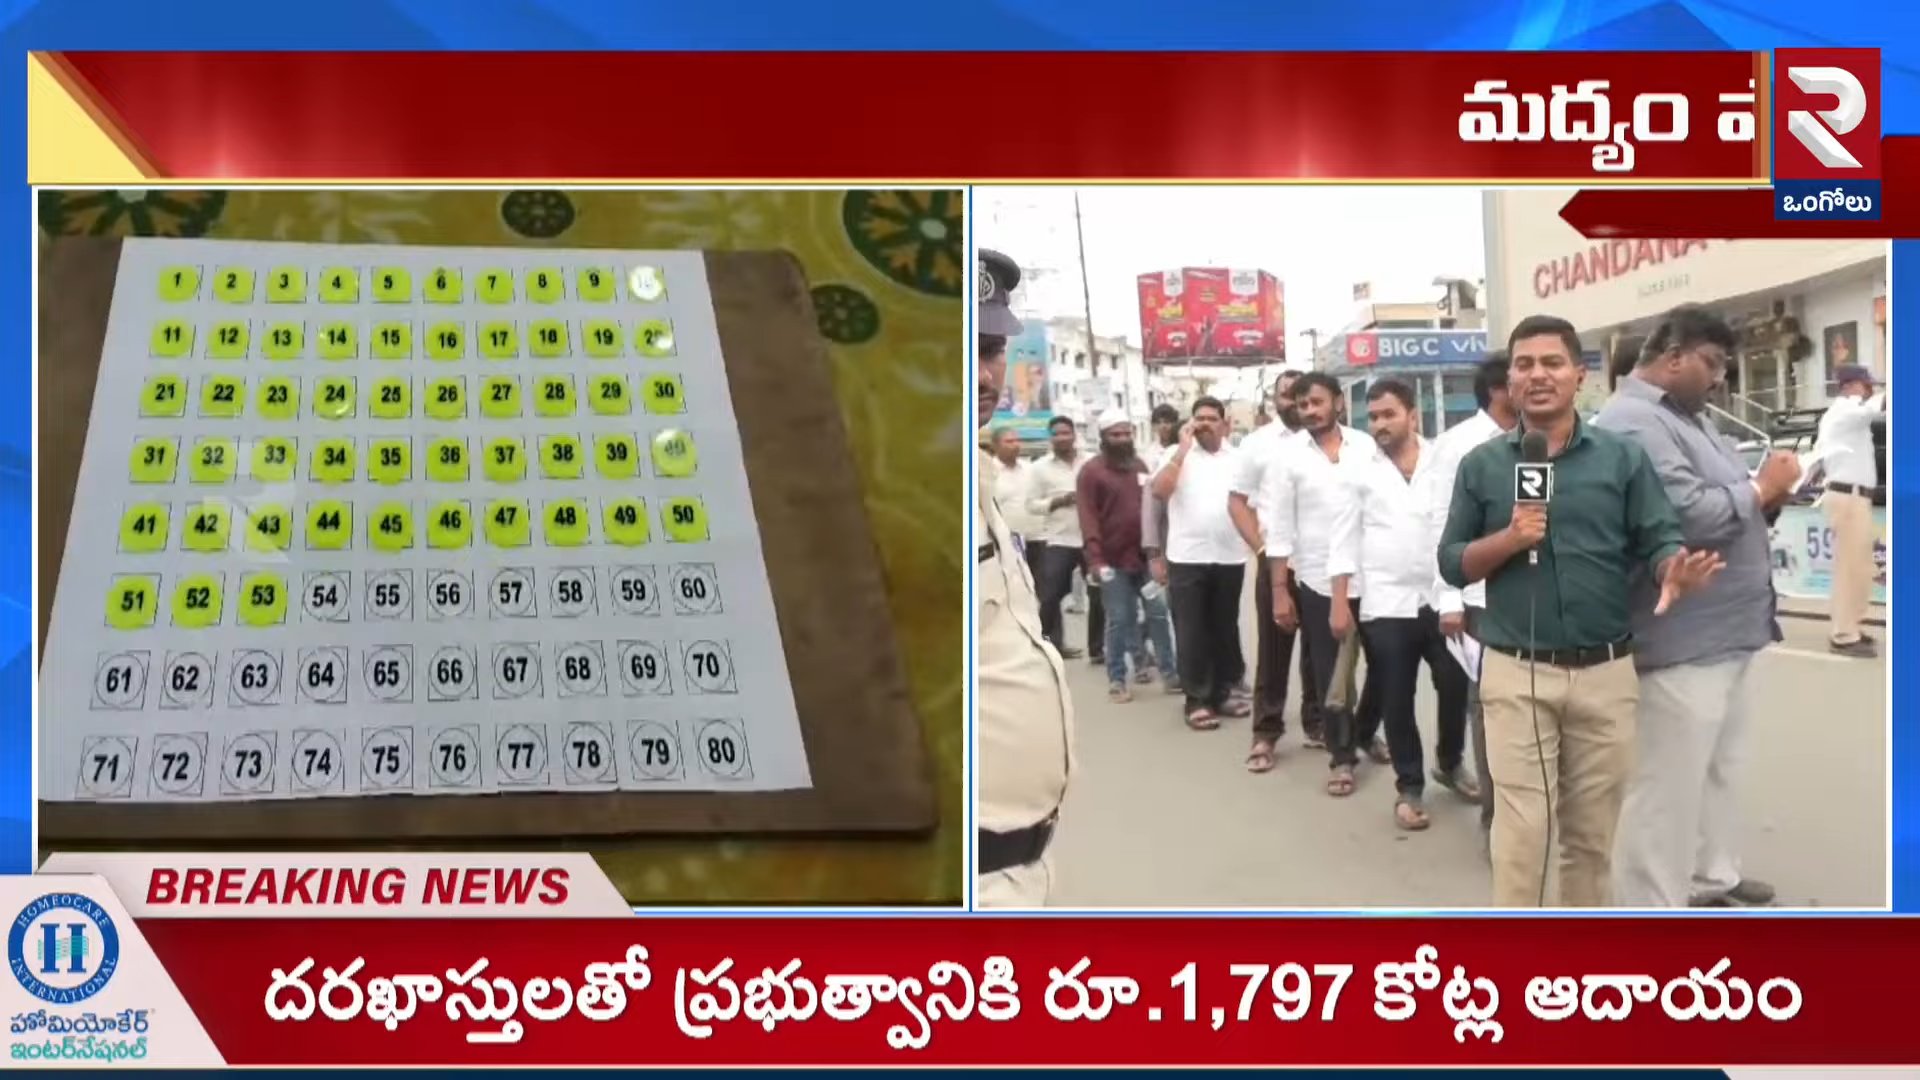 మద్యం
R
ఒంగోలు
1 2 3 4 5 6 7 8 9 10
11 12 13 14 15 16 17 18 19 20
21 22 23 24 25 26 27 28 29 30
31 32 33 34 35 36 37 38 39 40
41 42 43 44 45 46 47 48 49 50
51 52 53 54 55 56 57 58 59 60
61 62 63 64 65 66 67 68 69 70
71 72 73 74 75 76 77 78 79 80
CHANDANA
BIGC
R
59
BREAKING NEWS
దరఖాస్తులతో ప్రభుత్వానికి రూ.1,797 కోట్ల ఆదాయం
HOMEOCARE INTERNATIONAL
H
హోమియోకేర్
ఇంటర్‌నేషనల్